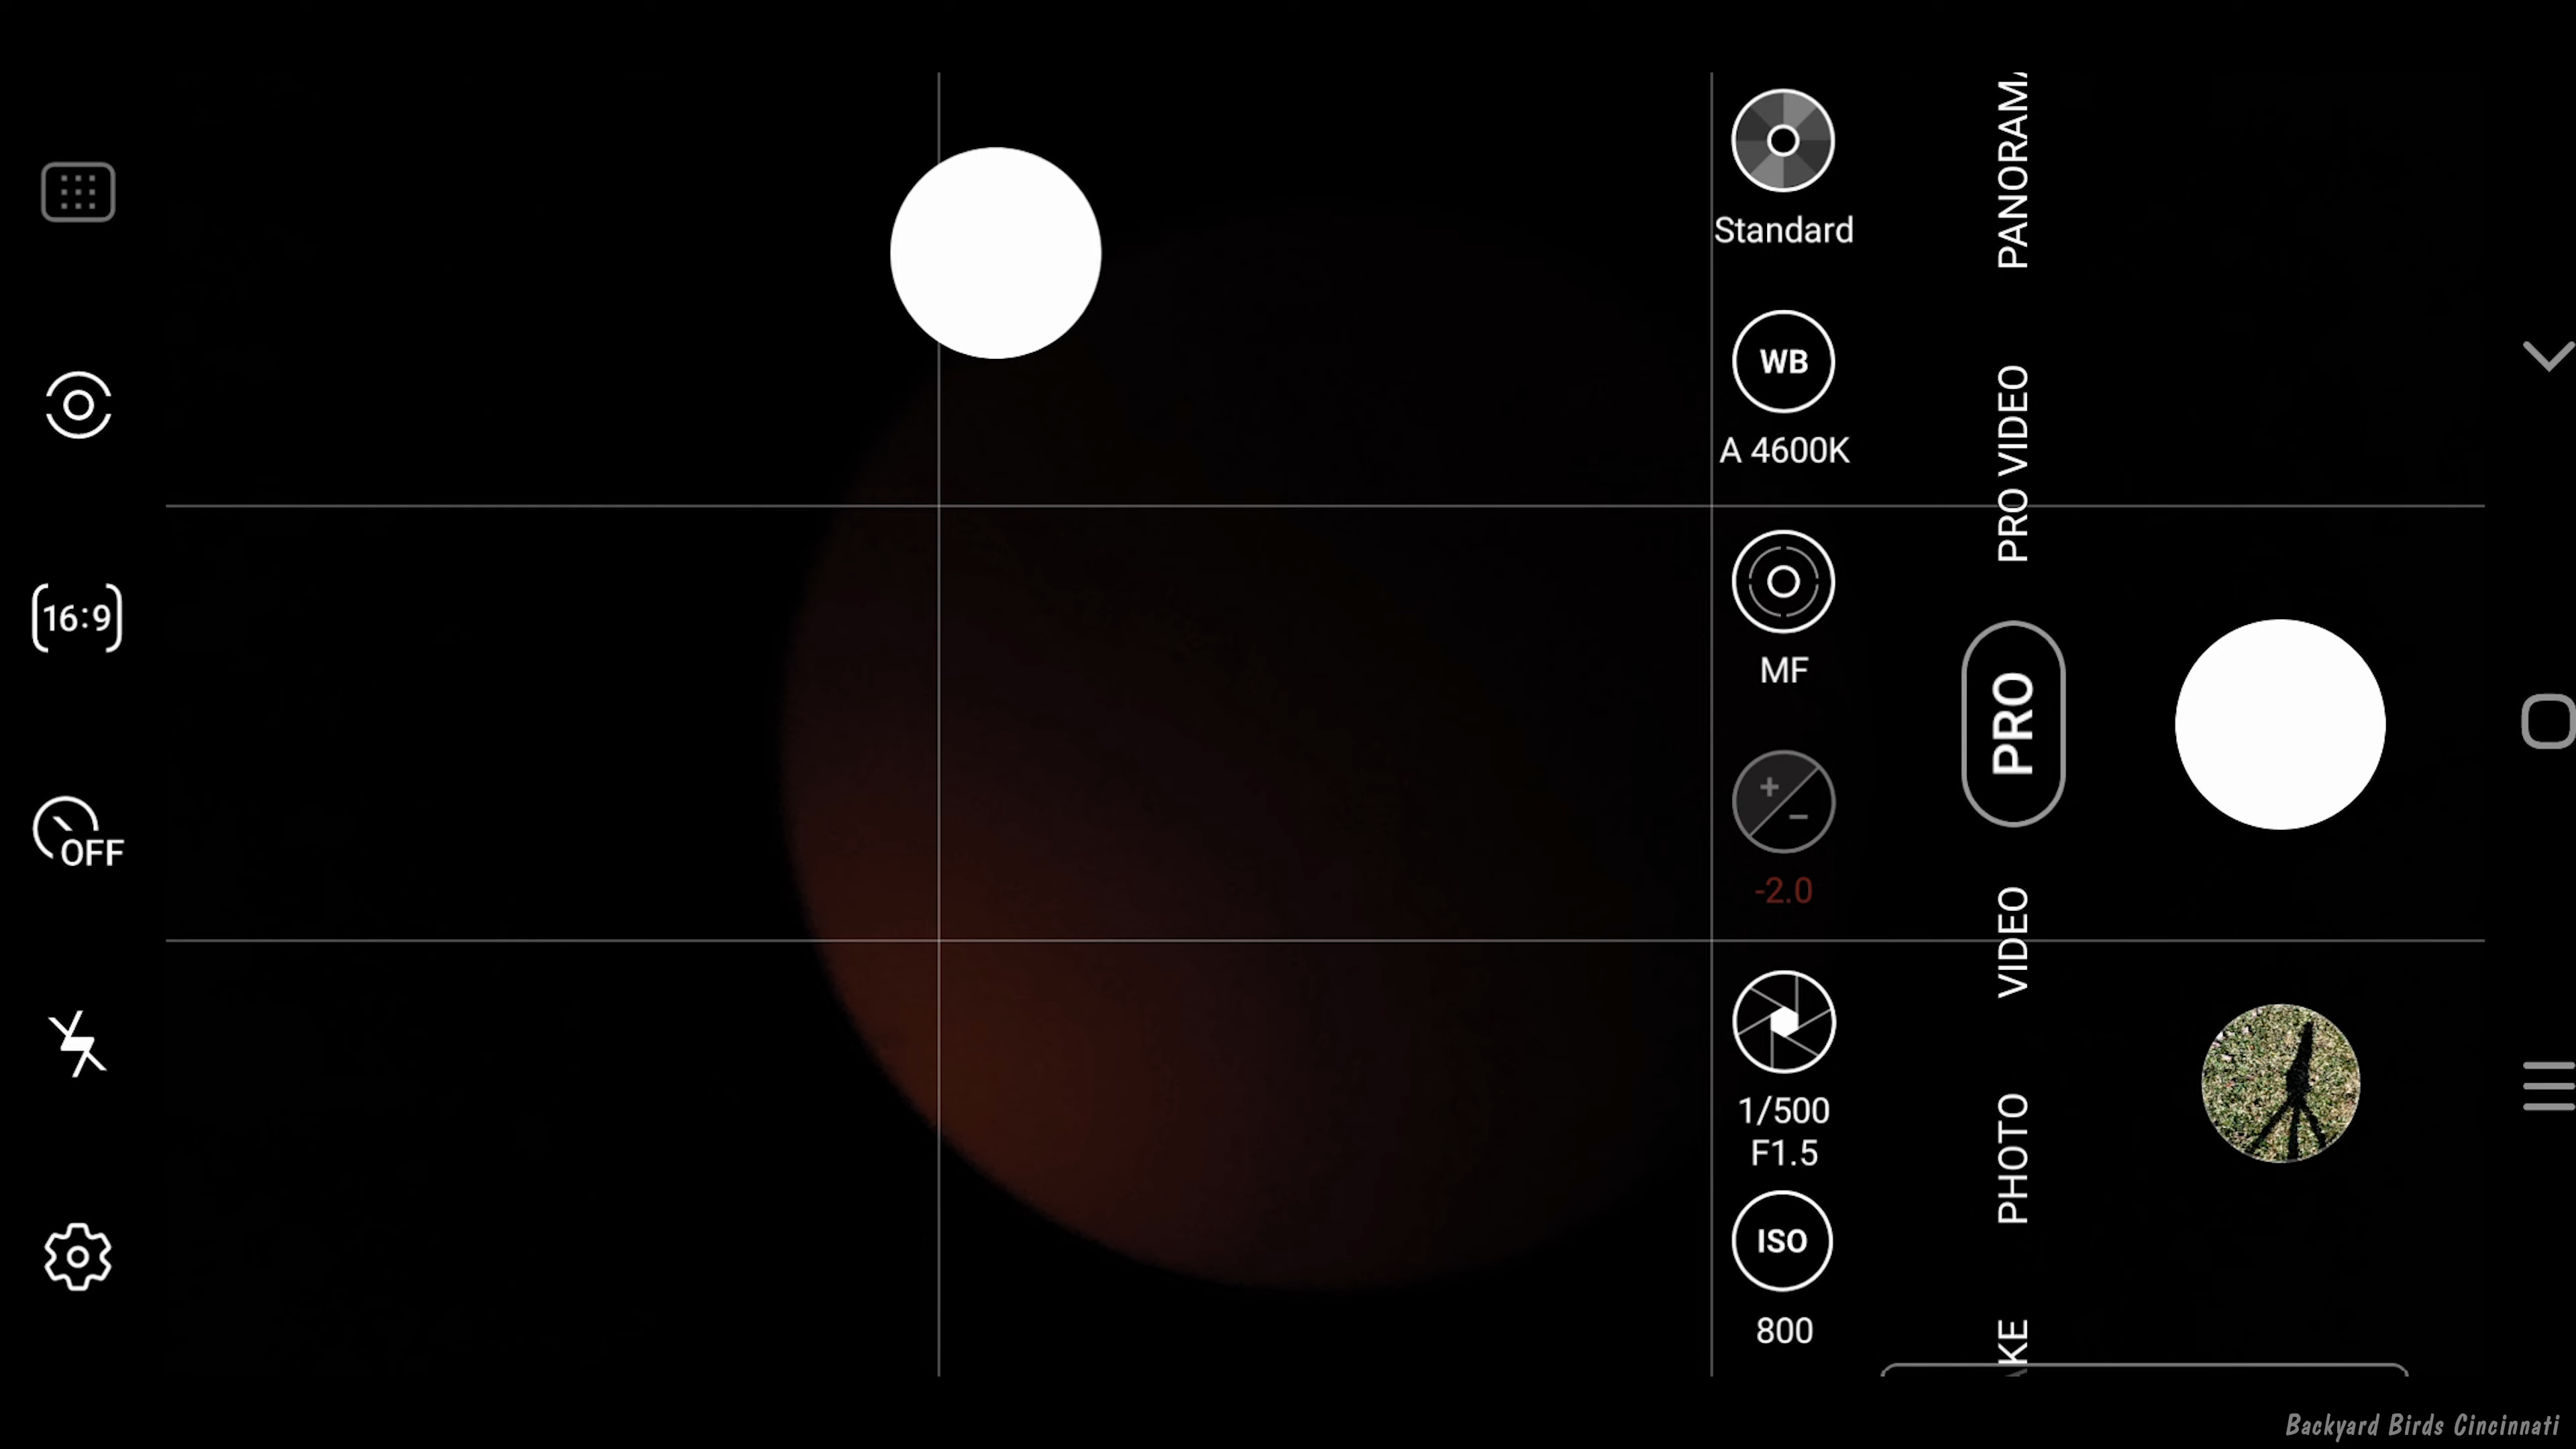 Standard
WB
A 4600K
MF
+
-
-2.0
1/500
F1.5
ISO
800
PANORAMA
PRO VIDEO
PRO
VIDEO
PHOTO
KE
16:9
OFF
Backyard Birds Cincinnati